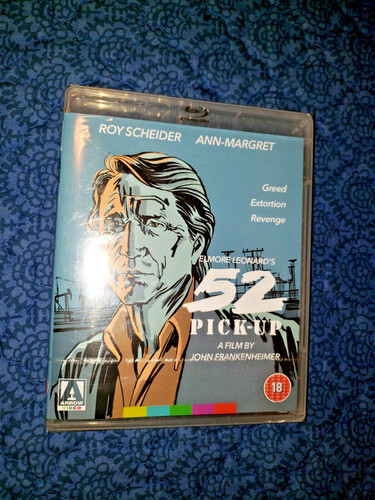 ROY SCHEIDER ANN-MARGRET
Greed
Extortion
Revenge
ELMORE LEONARD'S
52
PICK-UP
A FILM BY
JOHN FRANKENHEIMER
ARROW
VIDEO
18